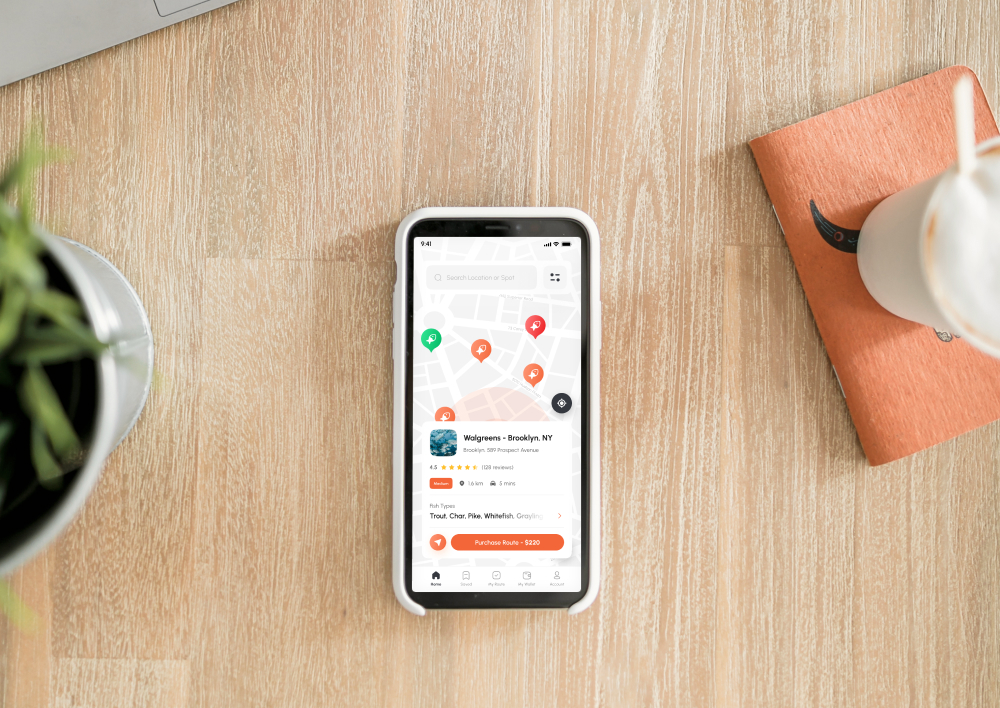 9:41
Search Location or Spot
Walgreens - Brooklyn, NY
Brooklyn, 589 Prospect Avenue
4.5 (128 reviews)
Medium 1.6 km 5 mins
Fish Types
Trout, Char, Pike, Whitefish, Grayling
Purchase Route - $220
Home Saved My Route My Wallet Account